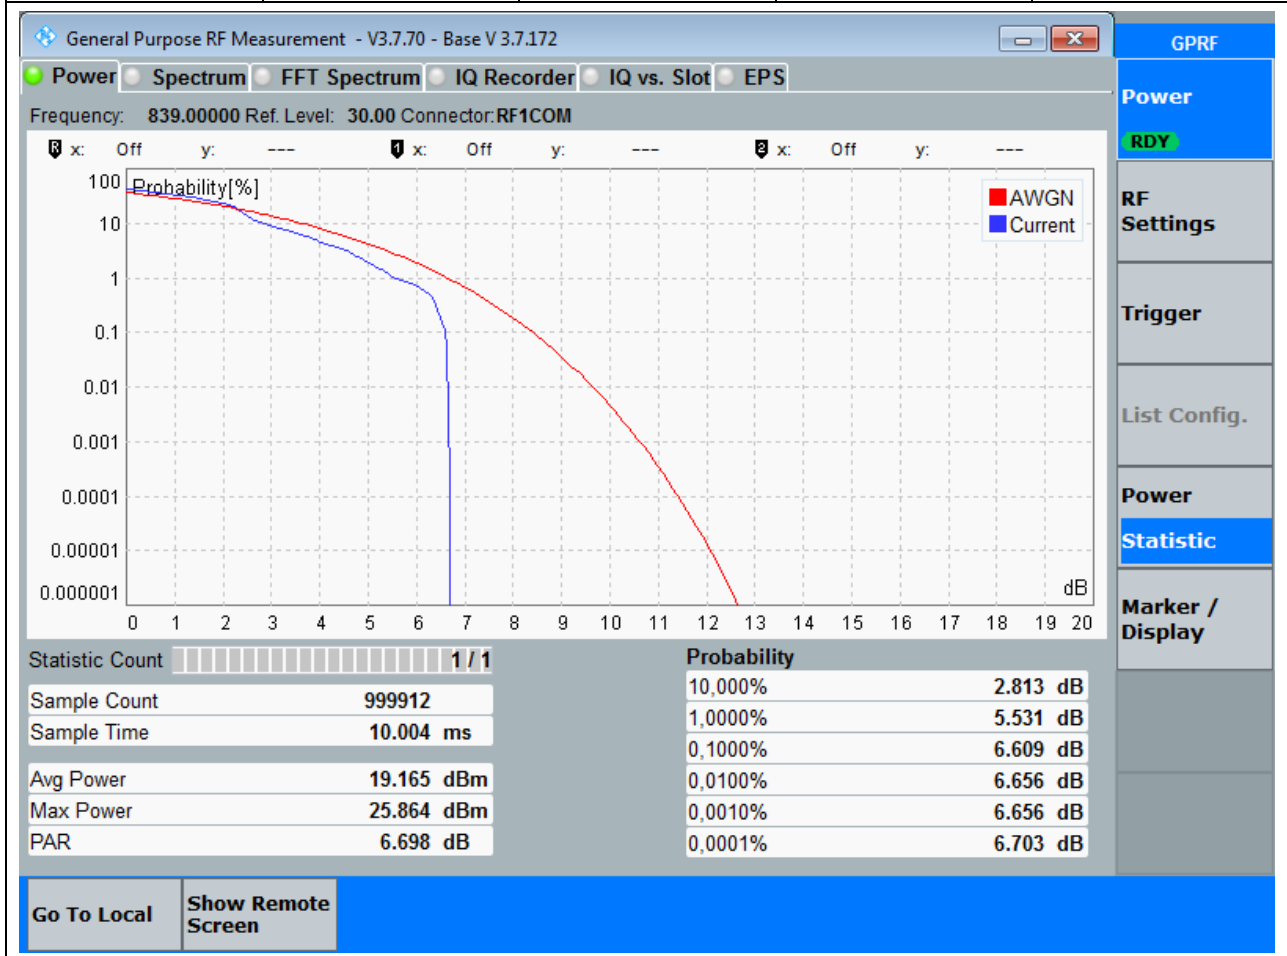 General Purpose RF Measurement - V3.7.70 - Base V 3.7.172
GPRF
Power Spectrum FFT Spectrum IQ Recorder IQ vs. Slot EPS
Frequency: 839.00000 Ref. Level: 30.00 Connector: RF1COM
R x: Off y: --- 1 x: Off y: --- 2 x: Off y: ---
Probability[%]
100
10
1
0.1
0.01
0.001
0.0001
0.00001
0.000001
AWGN
Current
dB
0 1 2 3 4 5 6 7 8 9 10 11 12 13 14 15 16 17 18 19 20
Statistic Count 1 / 1
Sample Count 999912
Sample Time 10.004 ms
Avg Power 19.165 dBm
Max Power 25.864 dBm
PAR 6.698 dB
Probability
10,000% 2.813 dB
1,0000% 5.531 dB
0,1000% 6.609 dB
0,0100% 6.656 dB
0,0010% 6.656 dB
0,0001% 6.703 dB
Power
RDY
RF
Settings
Trigger
List Config.
Power
Statistic
Marker /
Display
Go To Local
Show Remote
Screen